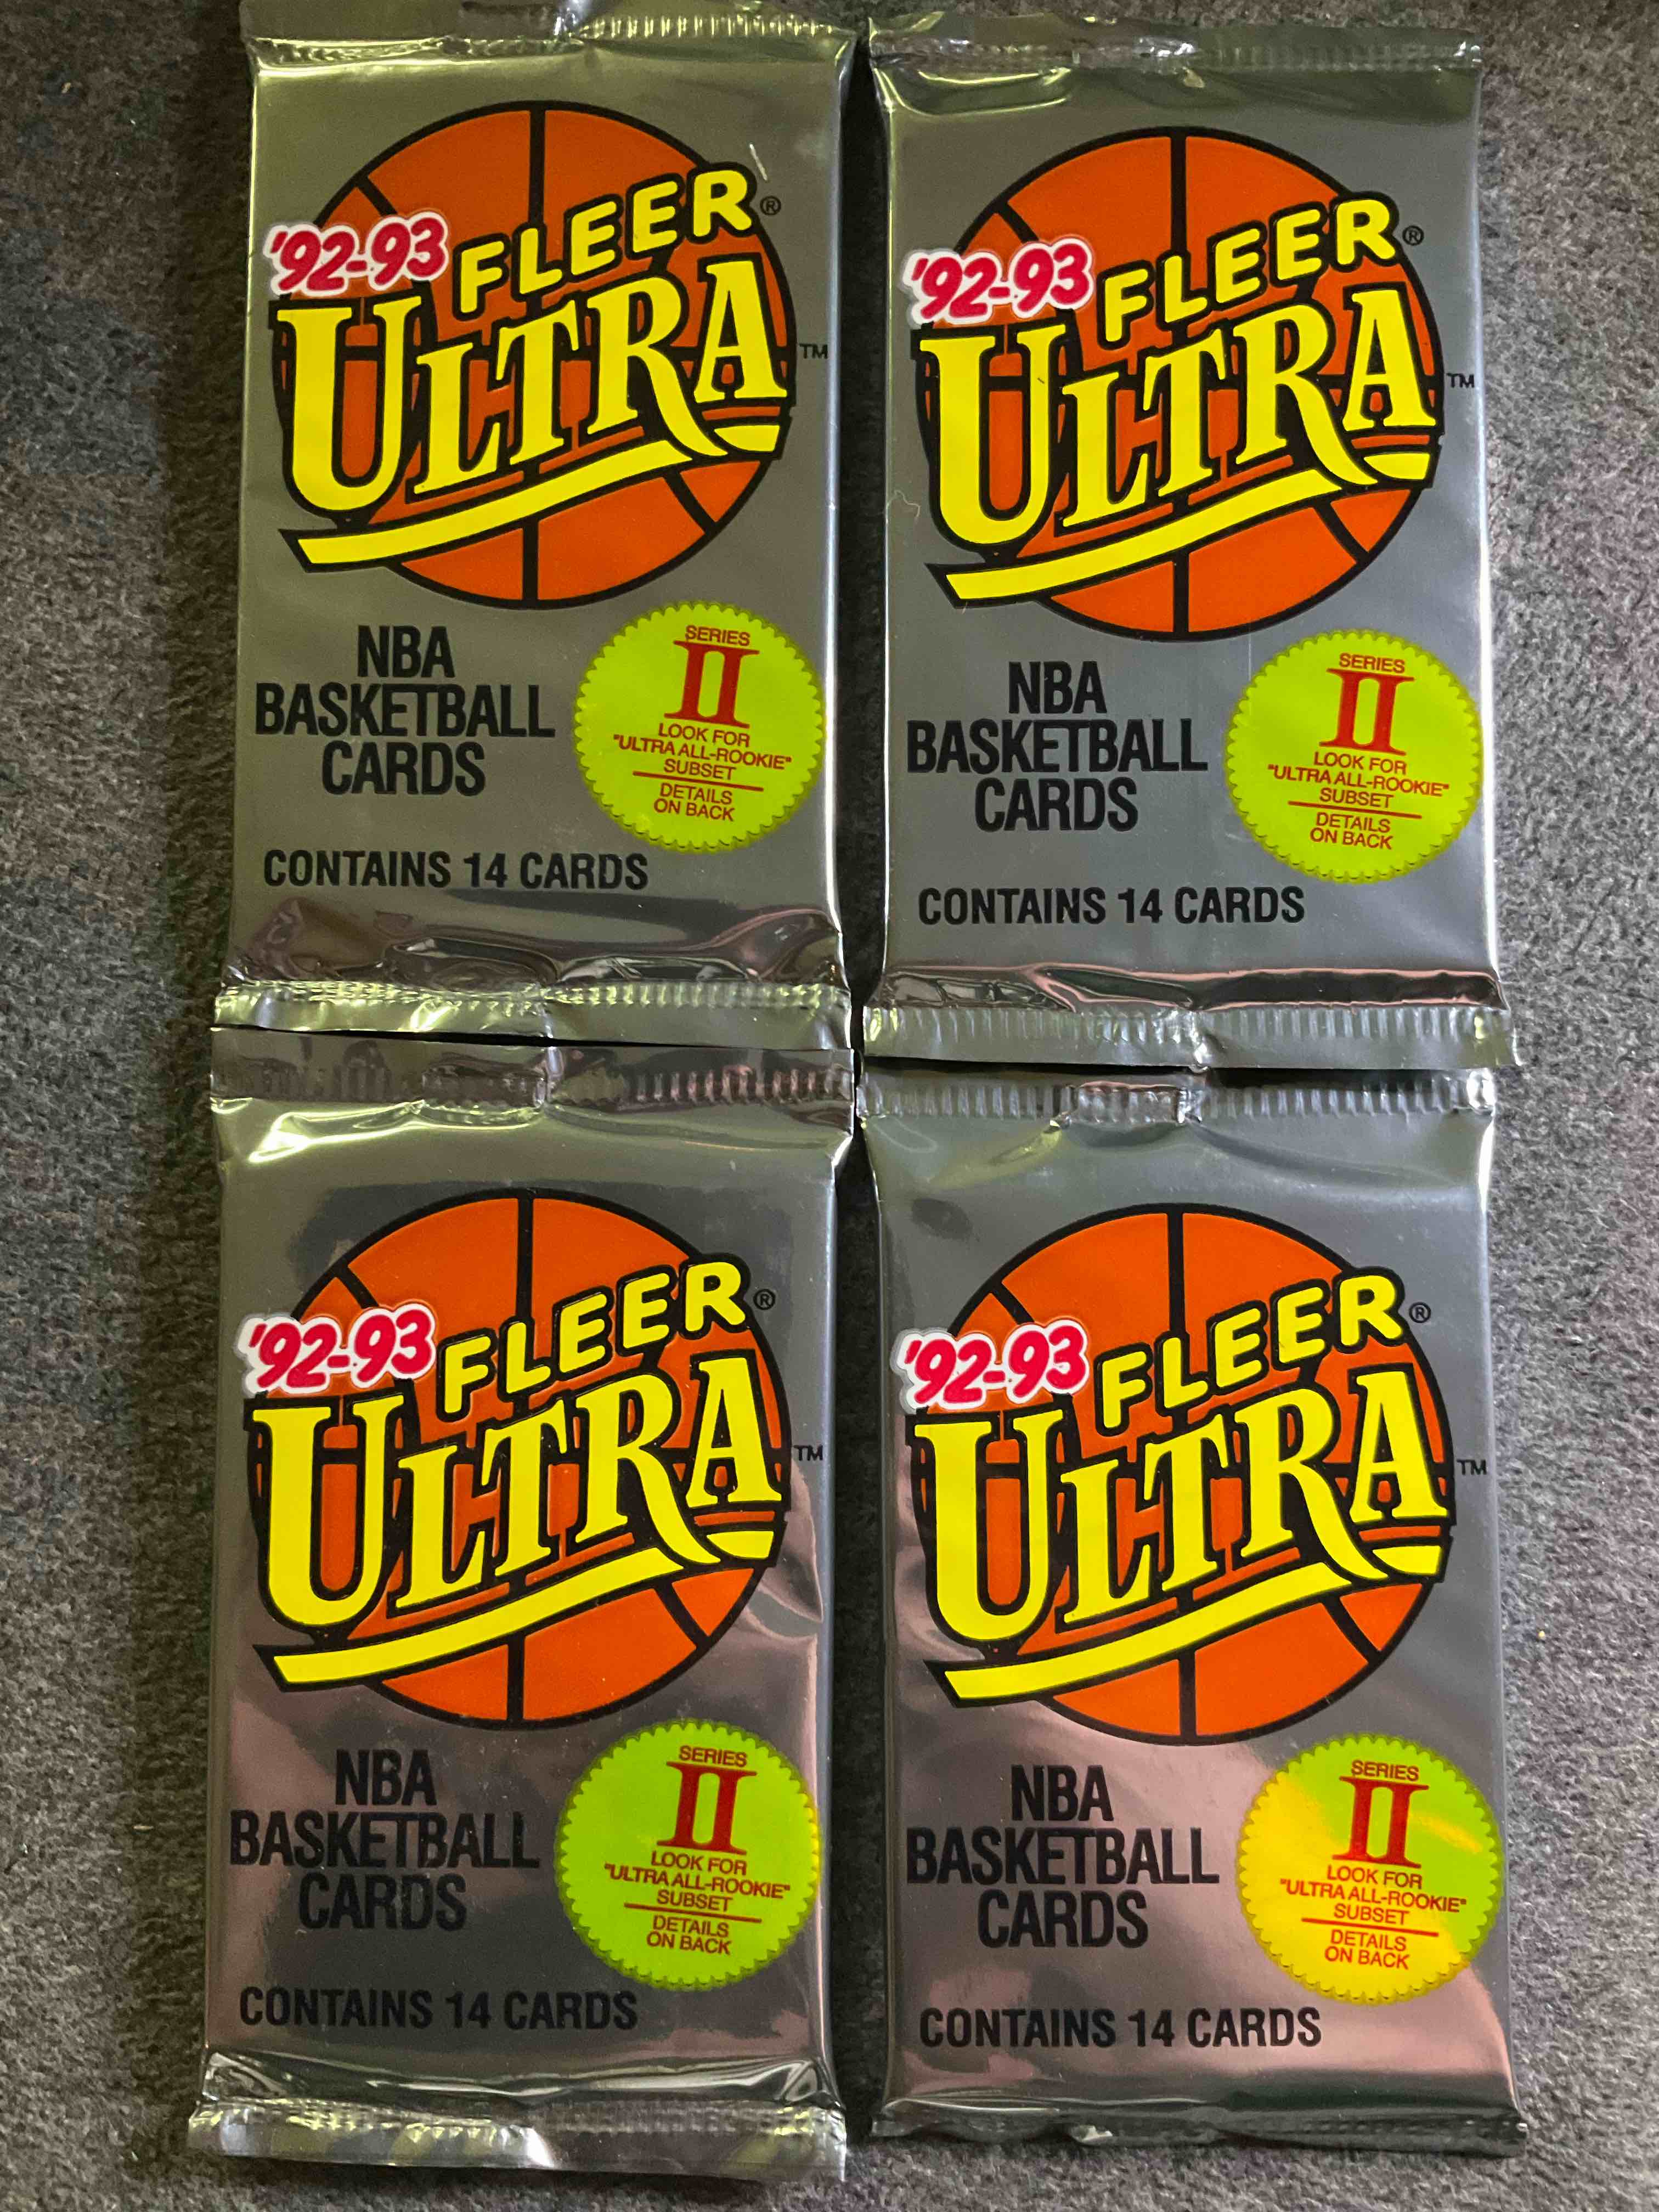 '92-93 FLEER®
ULTRA™
NBA
BASKETBALL
CARDS
SERIES
II
LOOK FOR
"ULTRA ALL-ROOKIE"
SUBSET
DETAILS
ON BACK
CONTAINS 14 CARDS
'92-93 FLEER®
ULTRA™
NBA
BASKETBALL
CARDS
SERIES
II
LOOK FOR
"ULTRA ALL-ROOKIE"
SUBSET
DETAILS
ON BACK
CONTAINS 14 CARDS
'92-93 FLEER®
ULTRA™
NBA
BASKETBALL
CARDS
SERIES
II
LOOK FOR
"ULTRA ALL-ROOKIE"
SUBSET
DETAILS
ON BACK
CONTAINS 14 CARDS
'92-93 FLEER®
ULTRA™
NBA
BASKETBALL
CARDS
SERIES
II
LOOK FOR
"ULTRA ALL-ROOKIE"
SUBSET
DETAILS
ON BACK
CONTAINS 14 CARDS